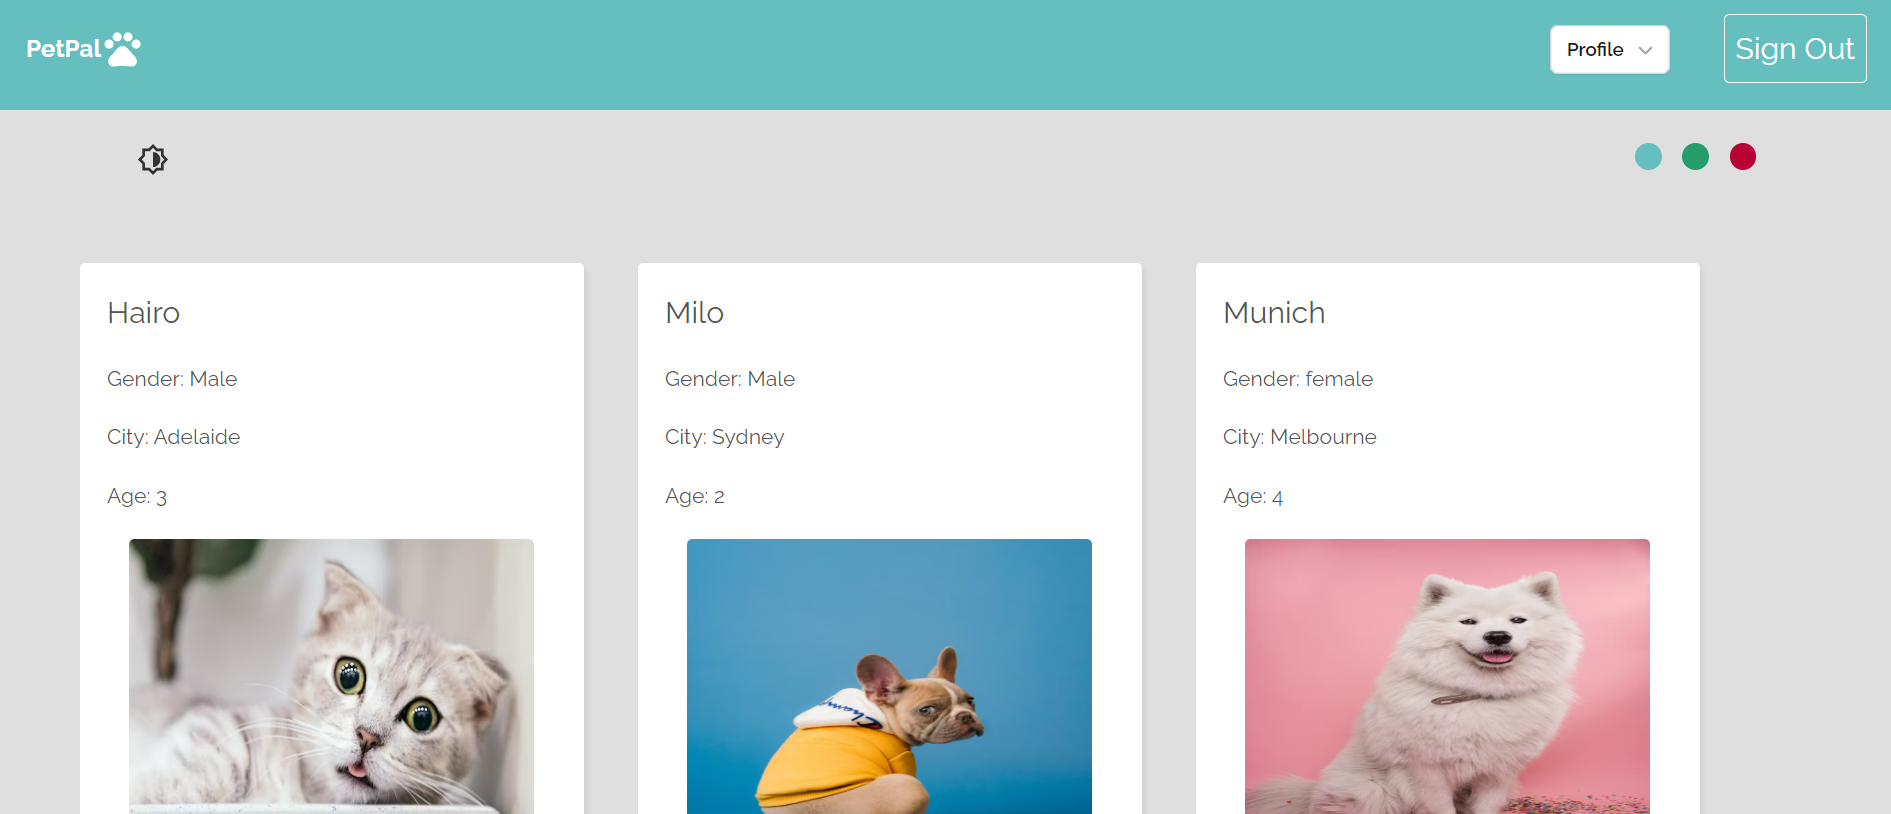 PetPal
Profile
Sign Out
Hairo
Gender: Male
City: Adelaide
Age: 3
Milo
Gender: Male
City: Sydney
Age: 2
Munich
Gender: female
City: Melbourne
Age: 4